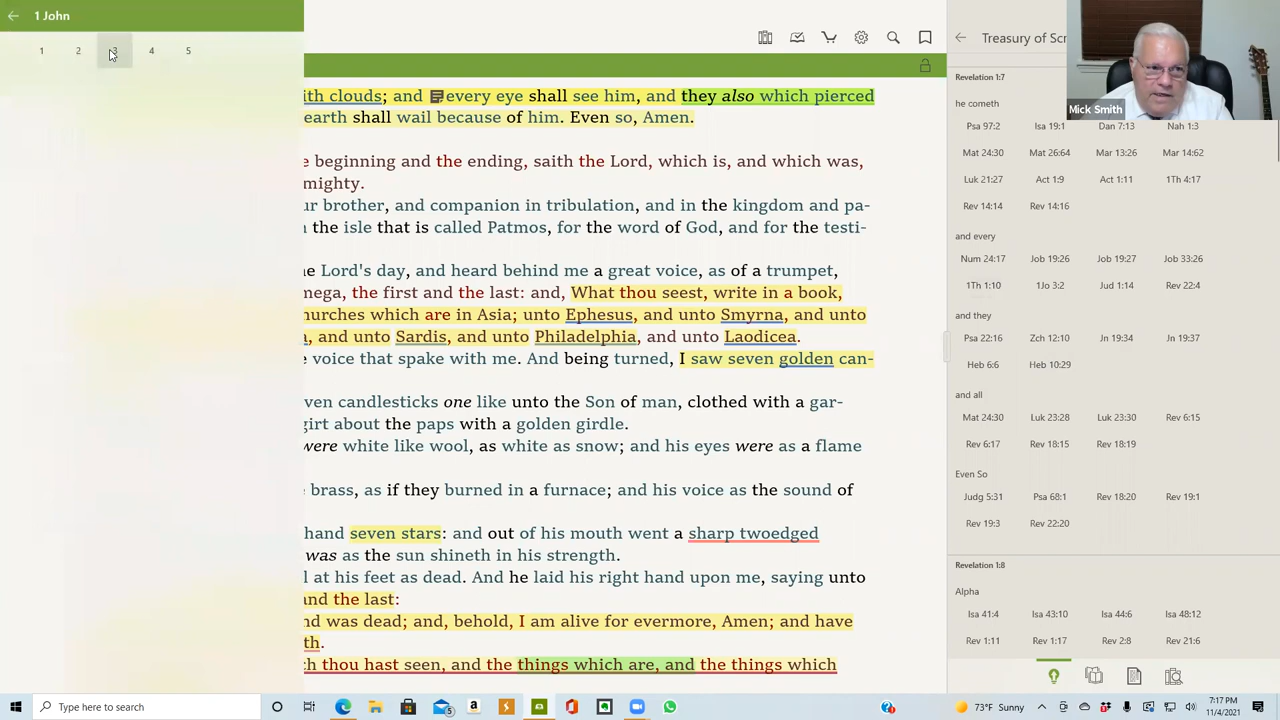 1 John
1 2 3 4 5
ith clouds; and every eye shall see him, and they also which pierced
earth shall wail because of him. Even so, Amen.
e beginning and the ending, saith the Lord, which is, and which was,
mighty.
ur brother, and companion in tribulation, and in the kingdom and pa-
n the isle that is called Patmos, for the word of God, and for the testi-
he Lord's day, and heard behind me a great voice, as of a trumpet,
mega, the first and the last: and, What thou seest, write in a book,
hurches which are in Asia; unto Ephesus, and unto Smyrna, and unto
, and unto Sardis, and unto Philadelphia, and unto Laodicea.
e voice that spake with me. And being turned, I saw seven golden can-
ven candlesticks one like unto the Son of man, clothed with a gar-
girt about the paps with a golden girdle.
were white like wool, as white as snow; and his eyes were as a flame
brass, as if they burned in a furnace; and his voice as the sound of
hand seven stars: and out of his mouth went a sharp twoedged
was as the sun shineth in his strength.
l at his feet as dead. And he laid his right hand upon me, saying unto
and the last:
nd was dead; and, behold, I am alive for evermore, Amen; and have
th.
h thou hast seen, and the things which are, and the things which
Treasury of Scr
Mick Smith
Revelation 1:7
he cometh
Psa 97:2 Isa 19:1 Dan 7:13 Nah 1:3
Mat 24:30 Mat 26:64 Mar 13:26 Mar 14:62
Luk 21:27 Act 1:9 Act 1:11 1Th 4:17
Rev 14:14 Rev 14:16
and every
Num 24:17 Job 19:26 Job 19:27 Job 33:26
1Th 1:10 1Jo 3:2 Jud 1:14 Rev 22:4
and they
Psa 22:16 Zch 12:10 Jn 19:34 Jn 19:37
Heb 6:6 Heb 10:29
and all
Mat 24:30 Luk 23:28 Luk 23:30 Rev 6:15
Rev 6:17 Rev 18:15 Rev 18:19
Even So
Judg 5:31 Psa 68:1 Rev 18:20 Rev 19:1
Rev 19:3 Rev 22:20
Revelation 1:8
Alpha
Isa 41:4 Isa 43:10 Isa 44:6 Isa 48:12
Rev 1:11 Rev 1:17 Rev 2:8 Rev 21:6
Type here to search
5
73°F Sunny
7:17 PM
11/4/2021